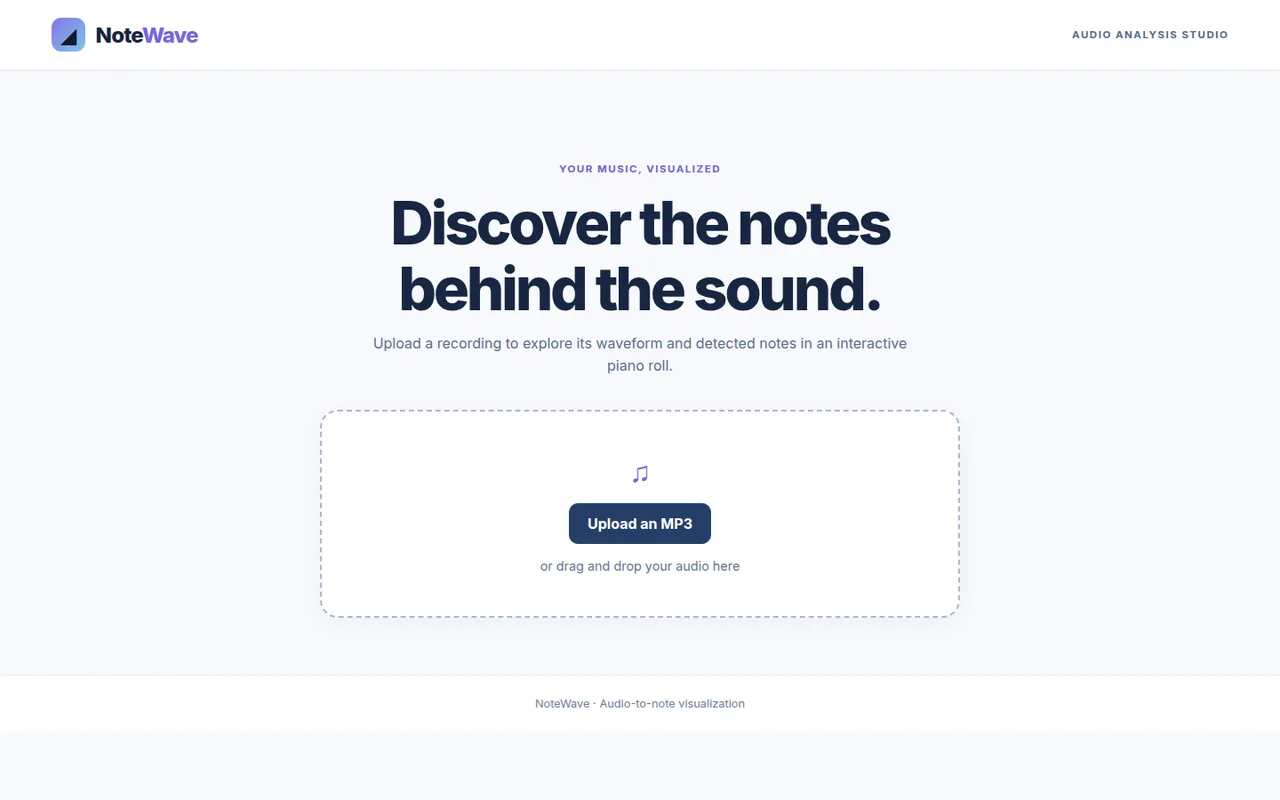 NoteWave
AUDIO ANALYSIS STUDIO
YOUR MUSIC, VISUALIZED
Discover the notes
behind the sound.
Upload a recording to explore its waveform and detected notes in an interactive
piano roll.
Upload an MP3
or drag and drop your audio here
NoteWave · Audio-to-note visualization